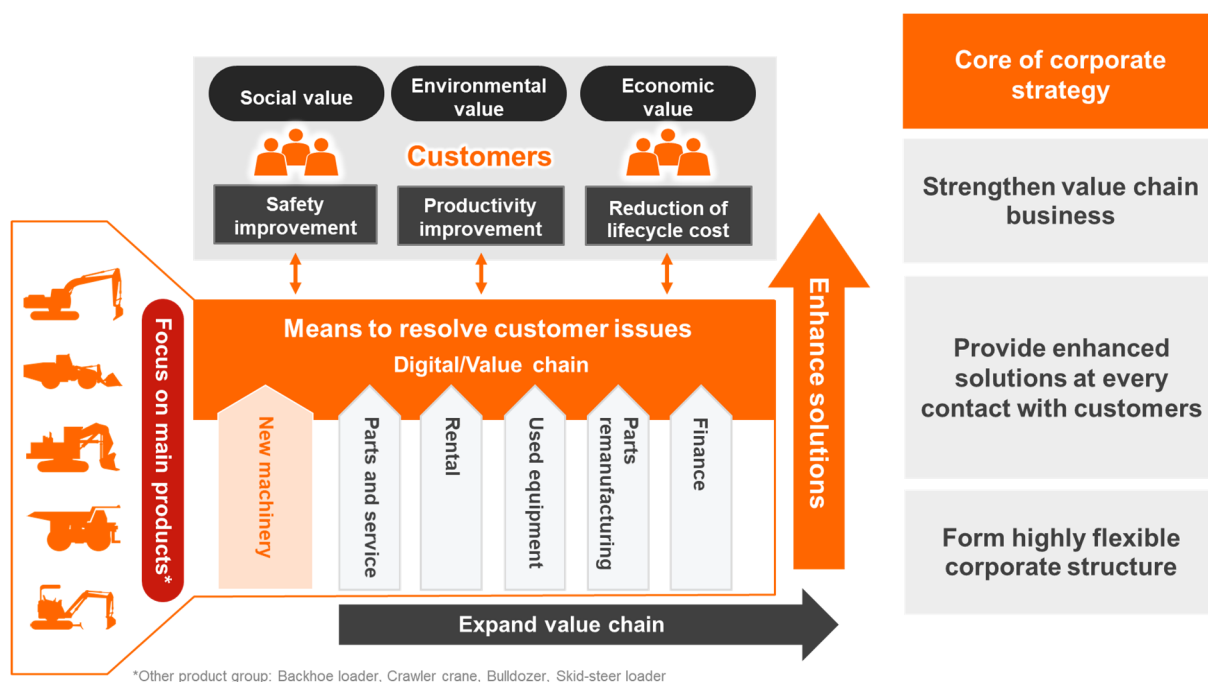 Social value
Environmental
value
Economic
value
Customers
Safety
improvement
Productivity
improvement
Reduction of
lifecycle cost
Focus on main products*
Means to resolve customer issues
Digital/Value chain
New machinery
Parts and service
Rental
Used equipment
Parts
remanufacturing
Finance
Enhance solutions
Expand value chain
*Other product group: Backhoe loader, Crawler crane, Bulldozer, Skid-steer loader
Core of corporate
strategy
Strengthen value chain
business
Provide enhanced
solutions at every
contact with customers
Form highly flexible
corporate structure